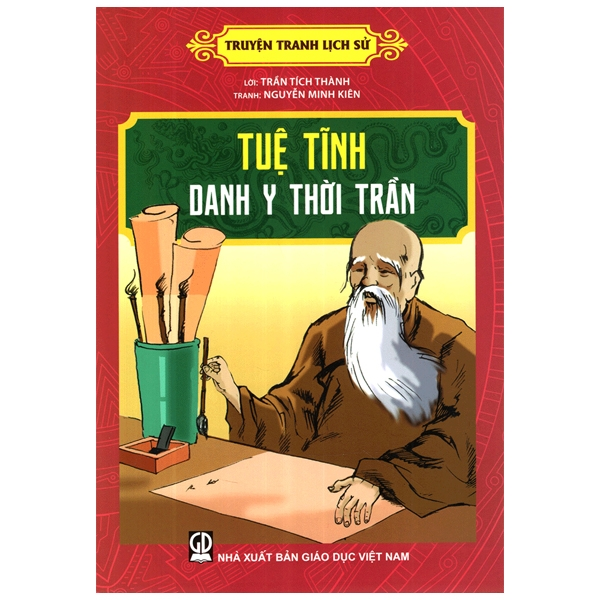 TRUYỆN TRANH LỊCH SỬ
LỜI: TRẦN TÍCH THÀNH
TRANH: NGUYỄN MINH KIÊN
TUỆ TĨNH
DANH Y THỜI TRẦN
GD
NHÀ XUẤT BẢN GIÁO DỤC VIỆT NAM